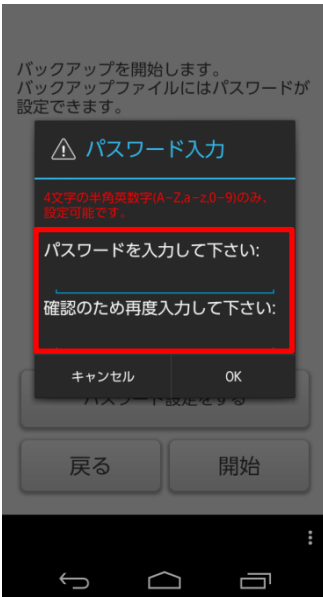 バックアップを開始します。
バックアップファイルにはパスワードが
設定できます。
パスワード入力
4文字の半角英数字(A-Z,a-z,0-9)のみ、
設定可能です。
パスワードを入力して下さい:
確認のため再度入力して下さい:
キャンセル
OK
パスワード設定をする
戻る
開始